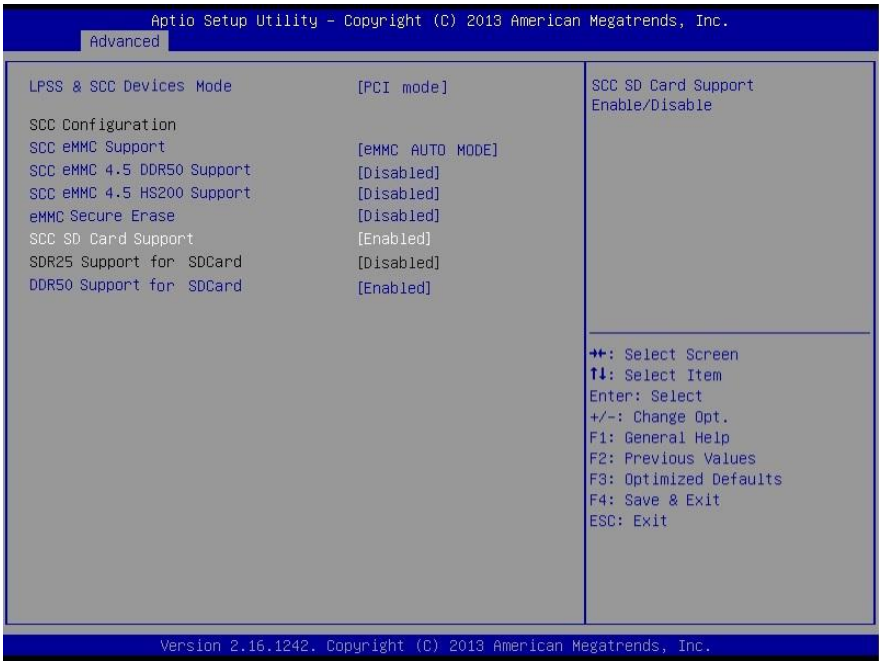 Aptio Setup Utility – Copyright (C) 2013 American Megatrends, Inc.
Advanced
LPSS & SCC Devices Mode [PCI mode]
SCC Configuration
SCC eMMC Support [eMMC AUTO MODE]
SCC eMMC 4.5 DDR50 Support [Disabled]
SCC eMMC 4.5 HS200 Support [Disabled]
eMMC Secure Erase [Disabled]
SCC SD Card Support [Enabled]
SDR25 Support for SDCard [Disabled]
DDR50 Support for SDCard [Enabled]
SCC SD Card Support
Enable/Disable
→←: Select Screen
↑↓: Select Item
Enter: Select
+/-: Change Opt.
F1: General Help
F2: Previous Values
F3: Optimized Defaults
F4: Save & Exit
ESC: Exit
Version 2.16.1242. Copyright (C) 2013 American Megatrends, Inc.